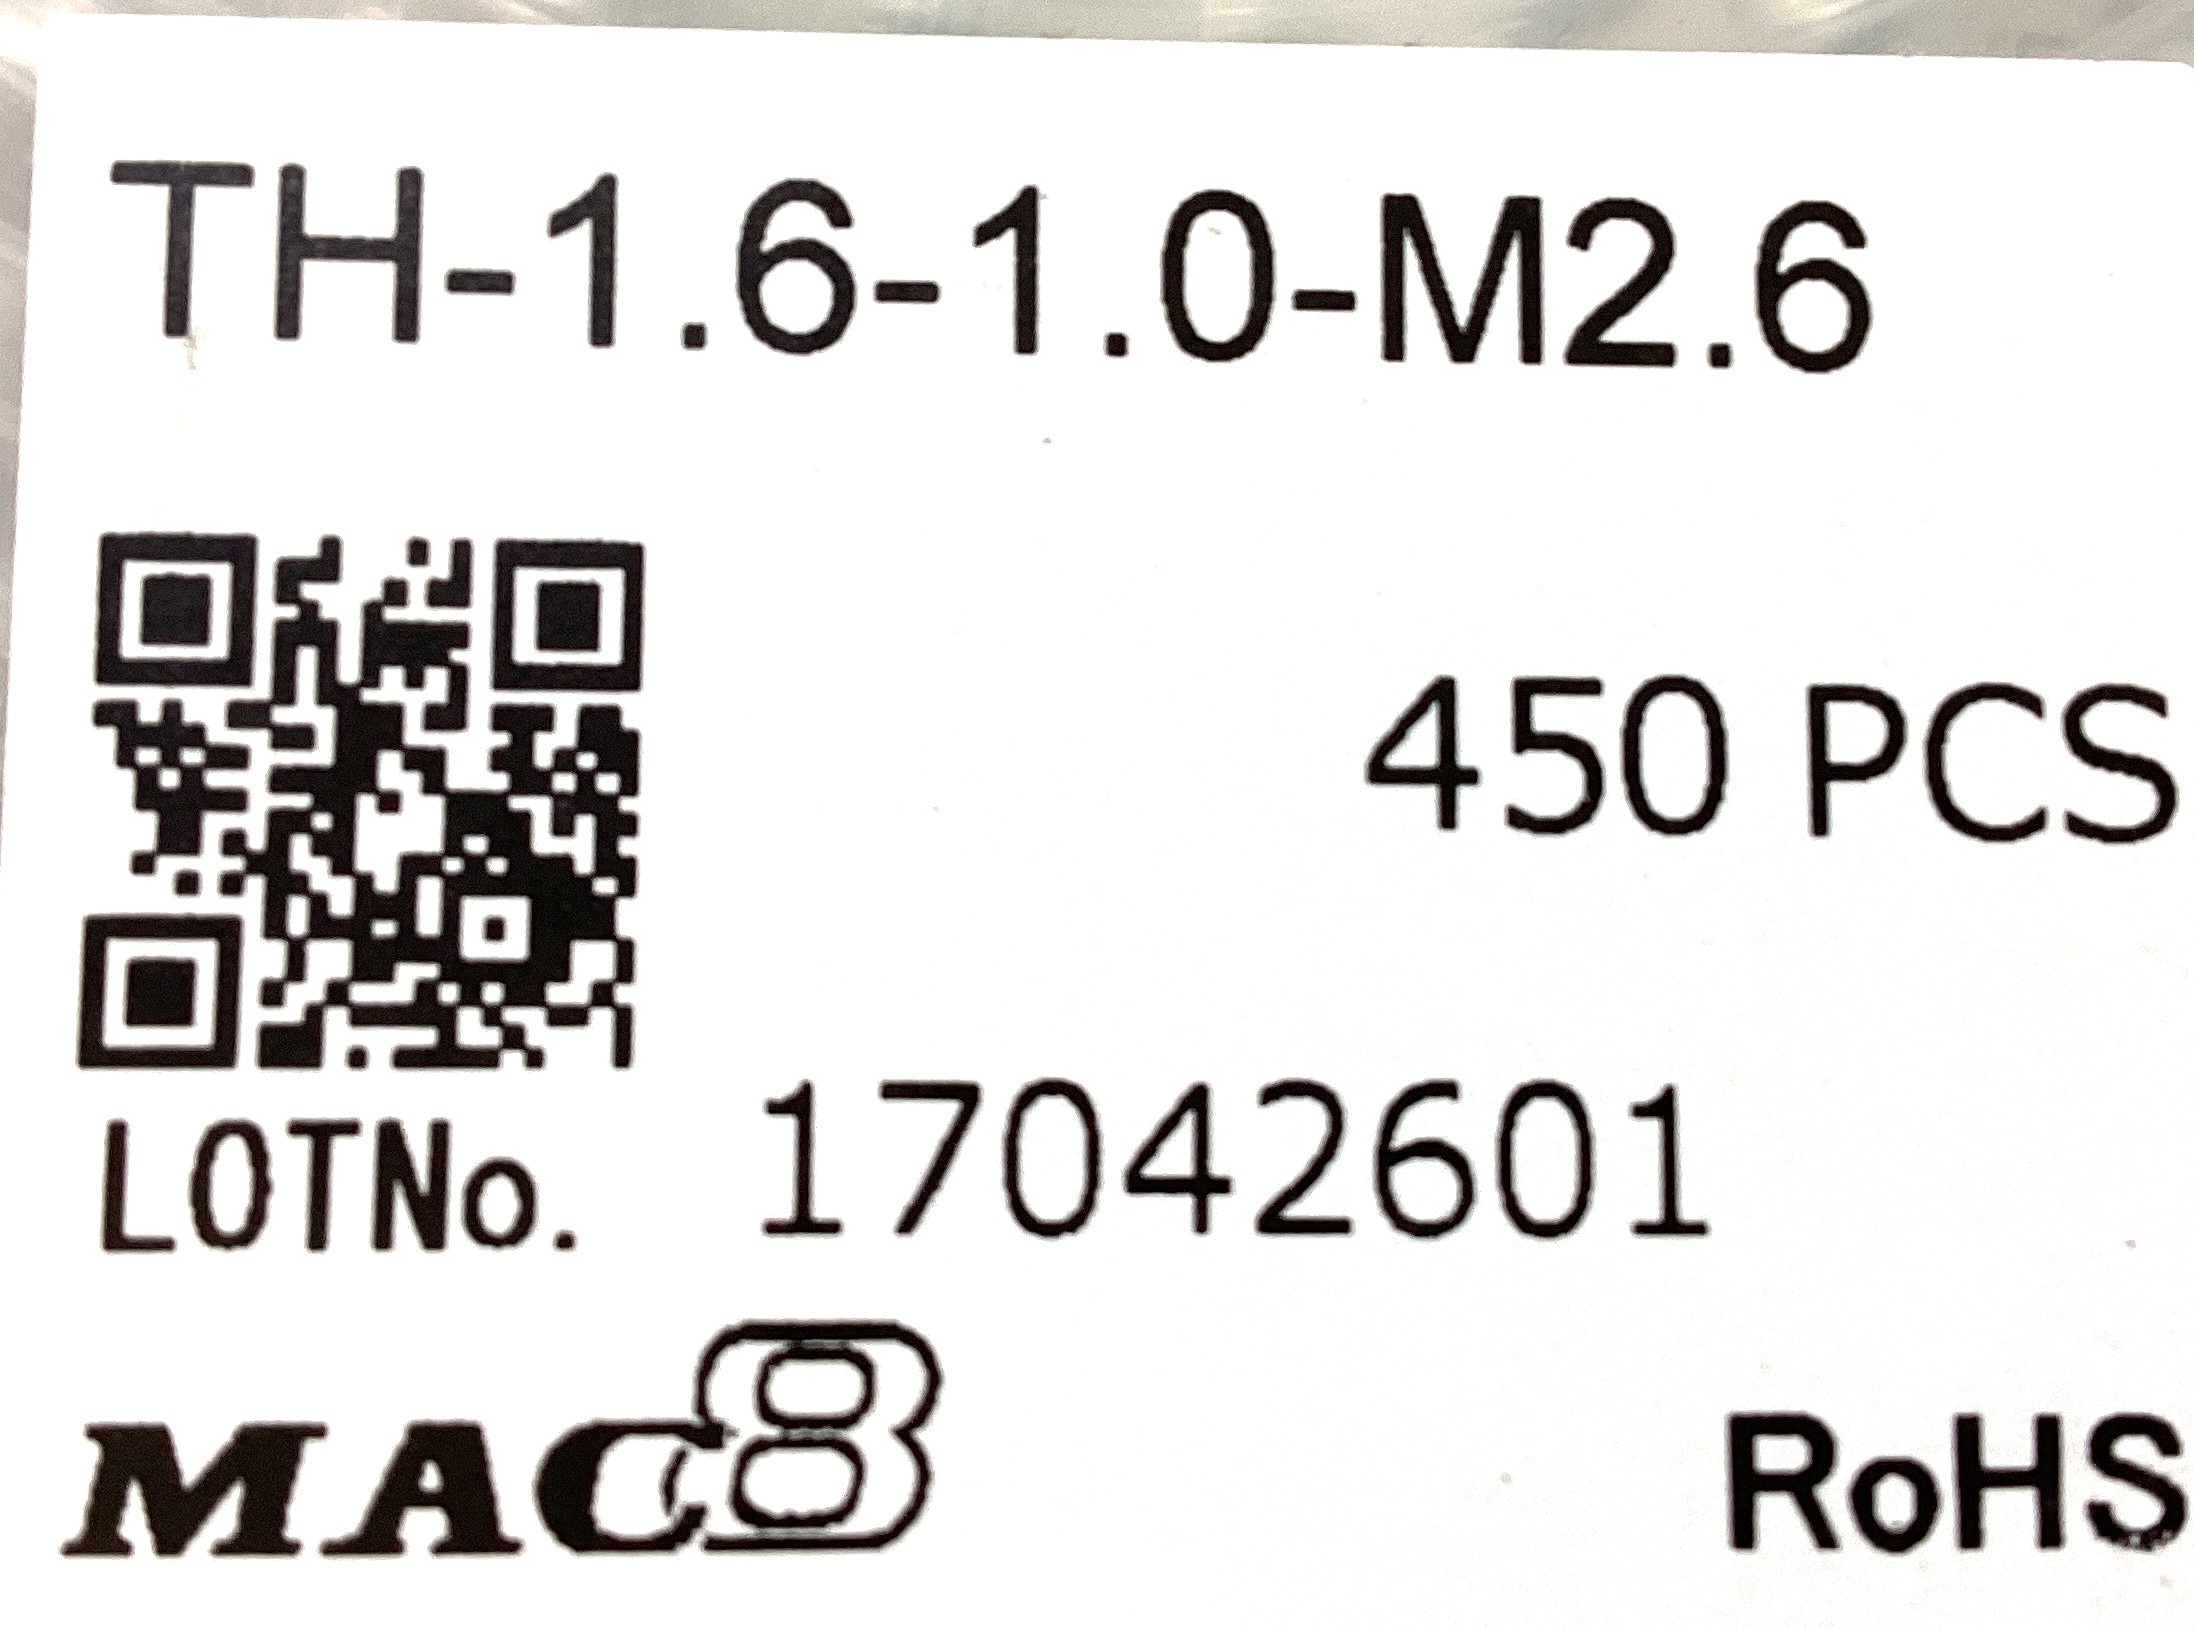 TH-1.6-1.0-M2.6
450 PCS
LOTNo. 17042601
MAC8
RoHS